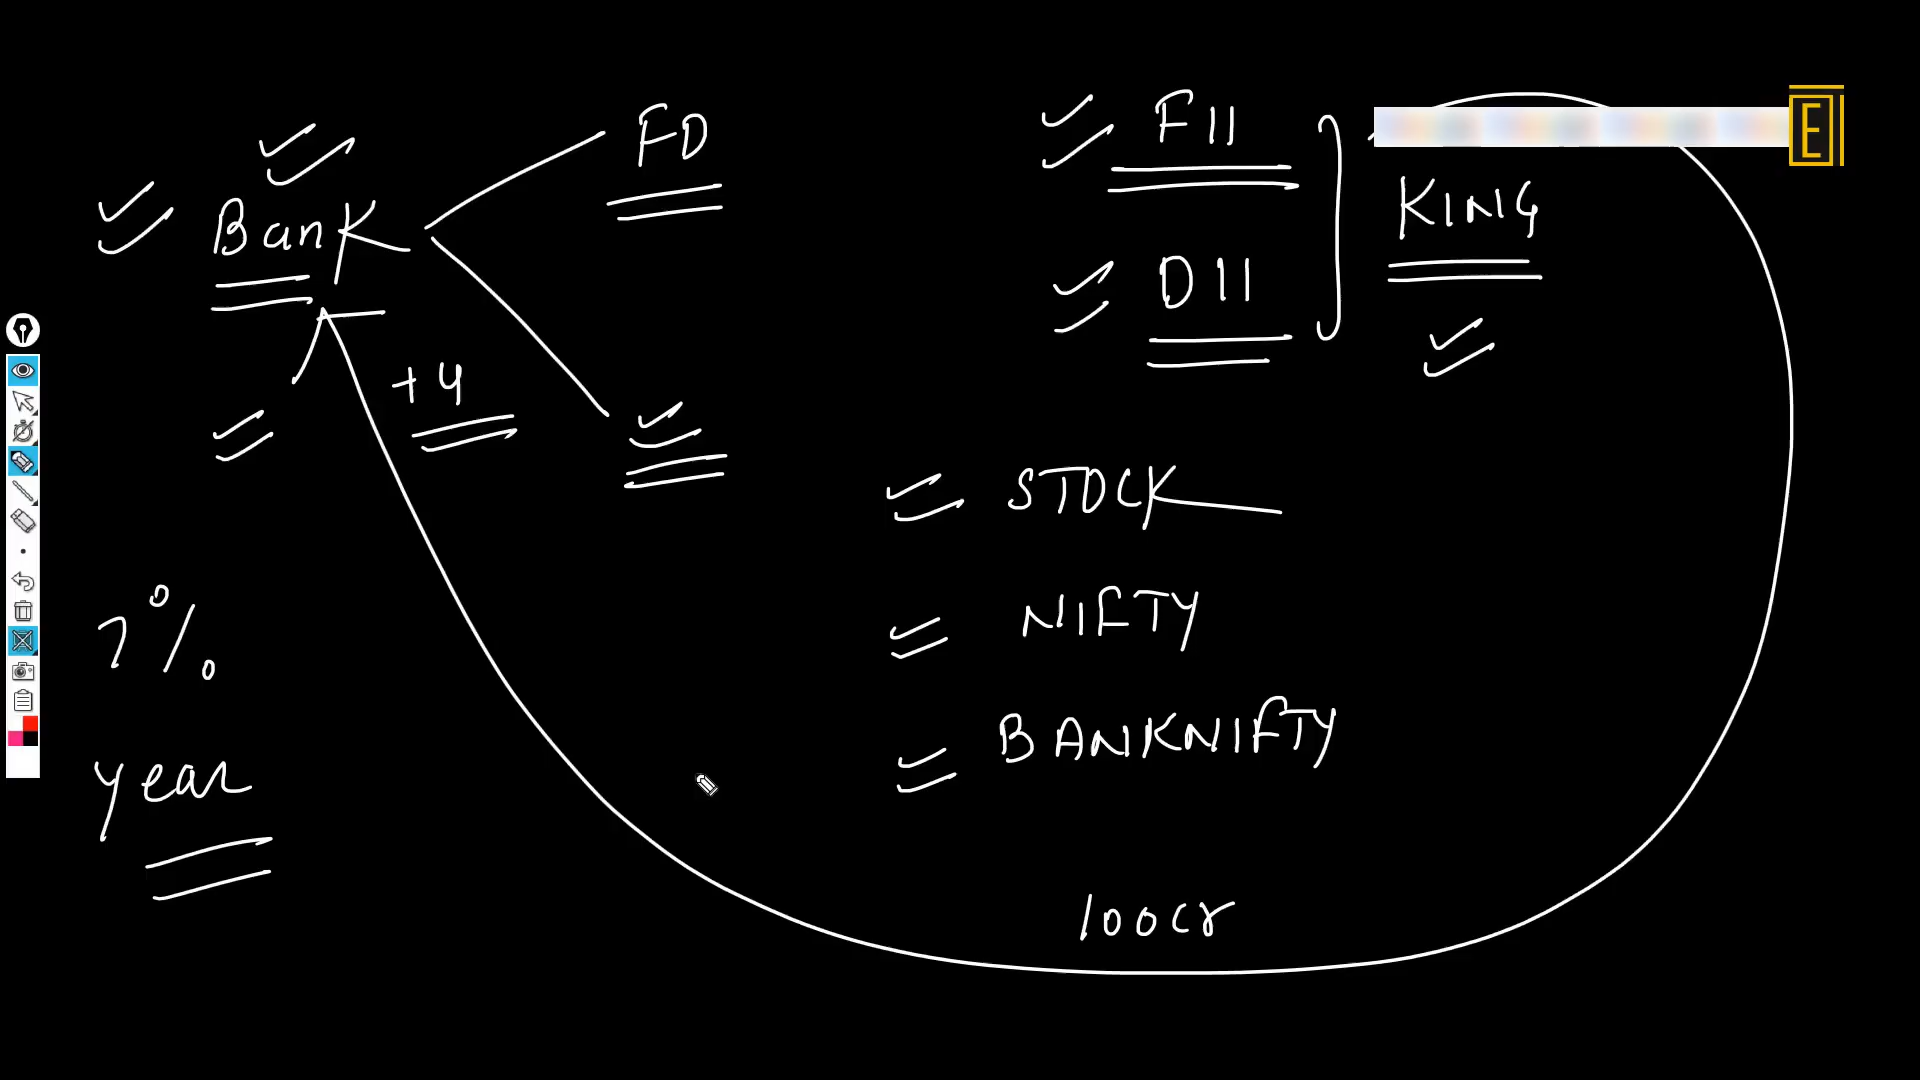 Bank
FD
+4
7%
year
FII
DII
KING
STOCK
NIFTY
BANKNIFTY
100cr
E